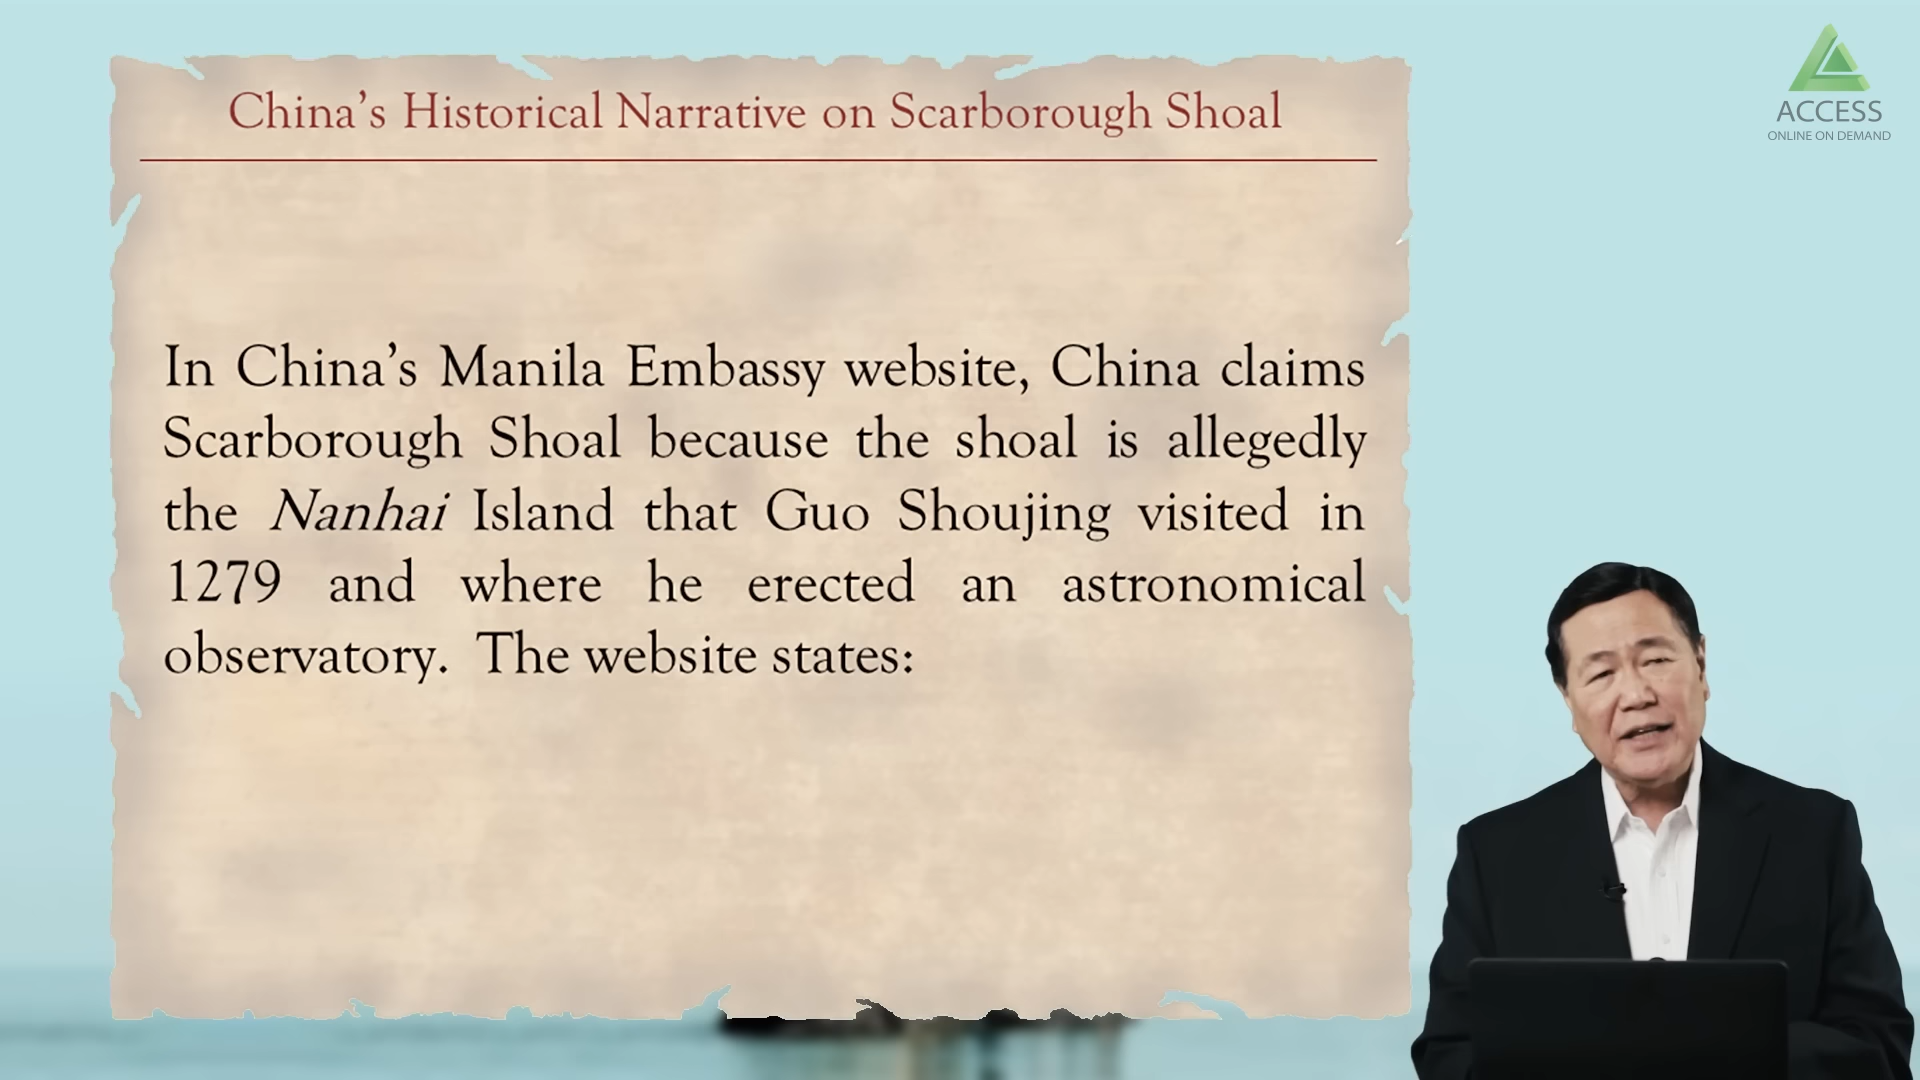 China's Historical Narrative on Scarborough Shoal
In China's Manila Embassy website, China claims
Scarborough Shoal because the shoal is allegedly
the Nanhai Island that Guo Shoujing visited in
1279 and where he erected an astronomical
observatory. The website states:
ACCESS
ONLINE ON DEMAND